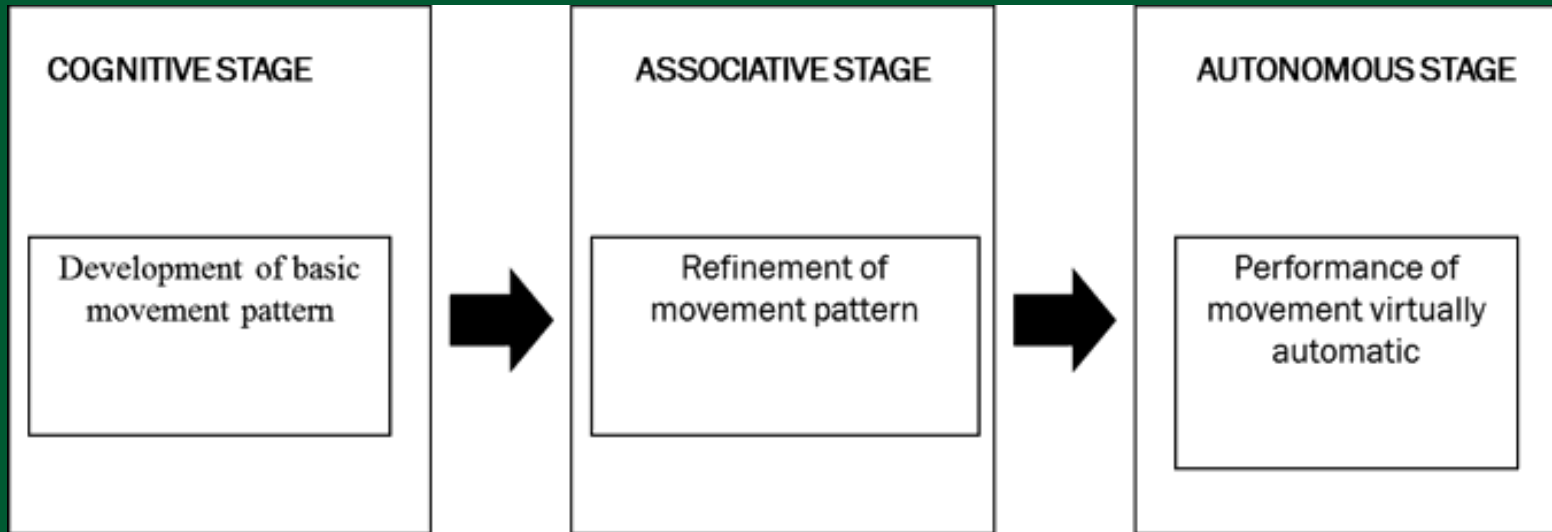 COGNITIVE STAGE
Development of basic
movement pattern
ASSOCIATIVE STAGE
Refinement of
movement pattern
AUTONOMOUS STAGE
Performance of
movement virtually
automatic